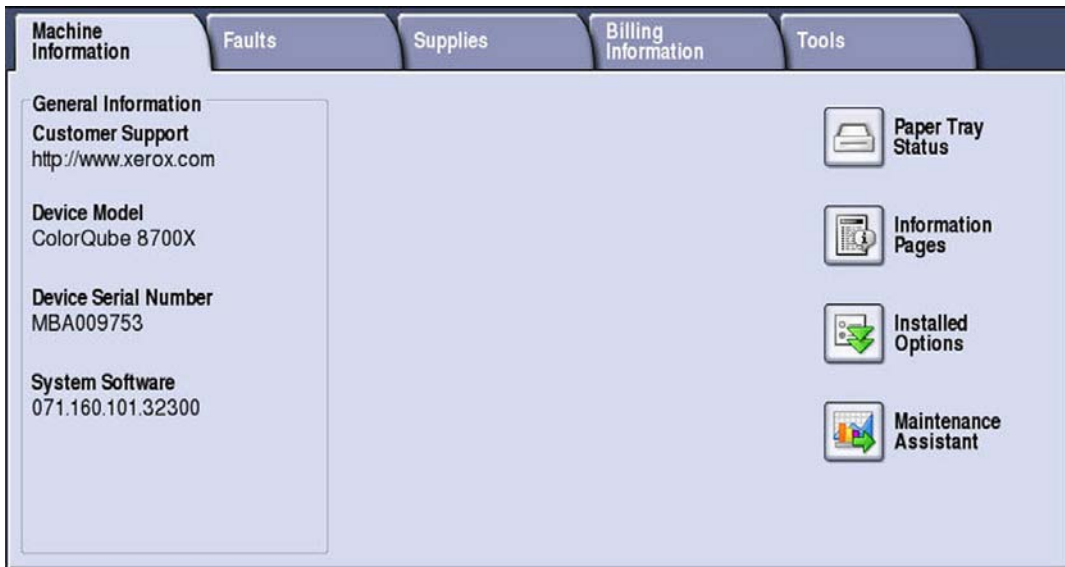 Machine
Information
Faults
Supplies
Billing
Information
Tools
General Information
Customer Support
http://www.xerox.com
Device Model
ColorQube 8700X
Device Serial Number
MBA009753
System Software
071.160.101.32300
Paper Tray
Status
Information
Pages
Installed
Options
Maintenance
Assistant